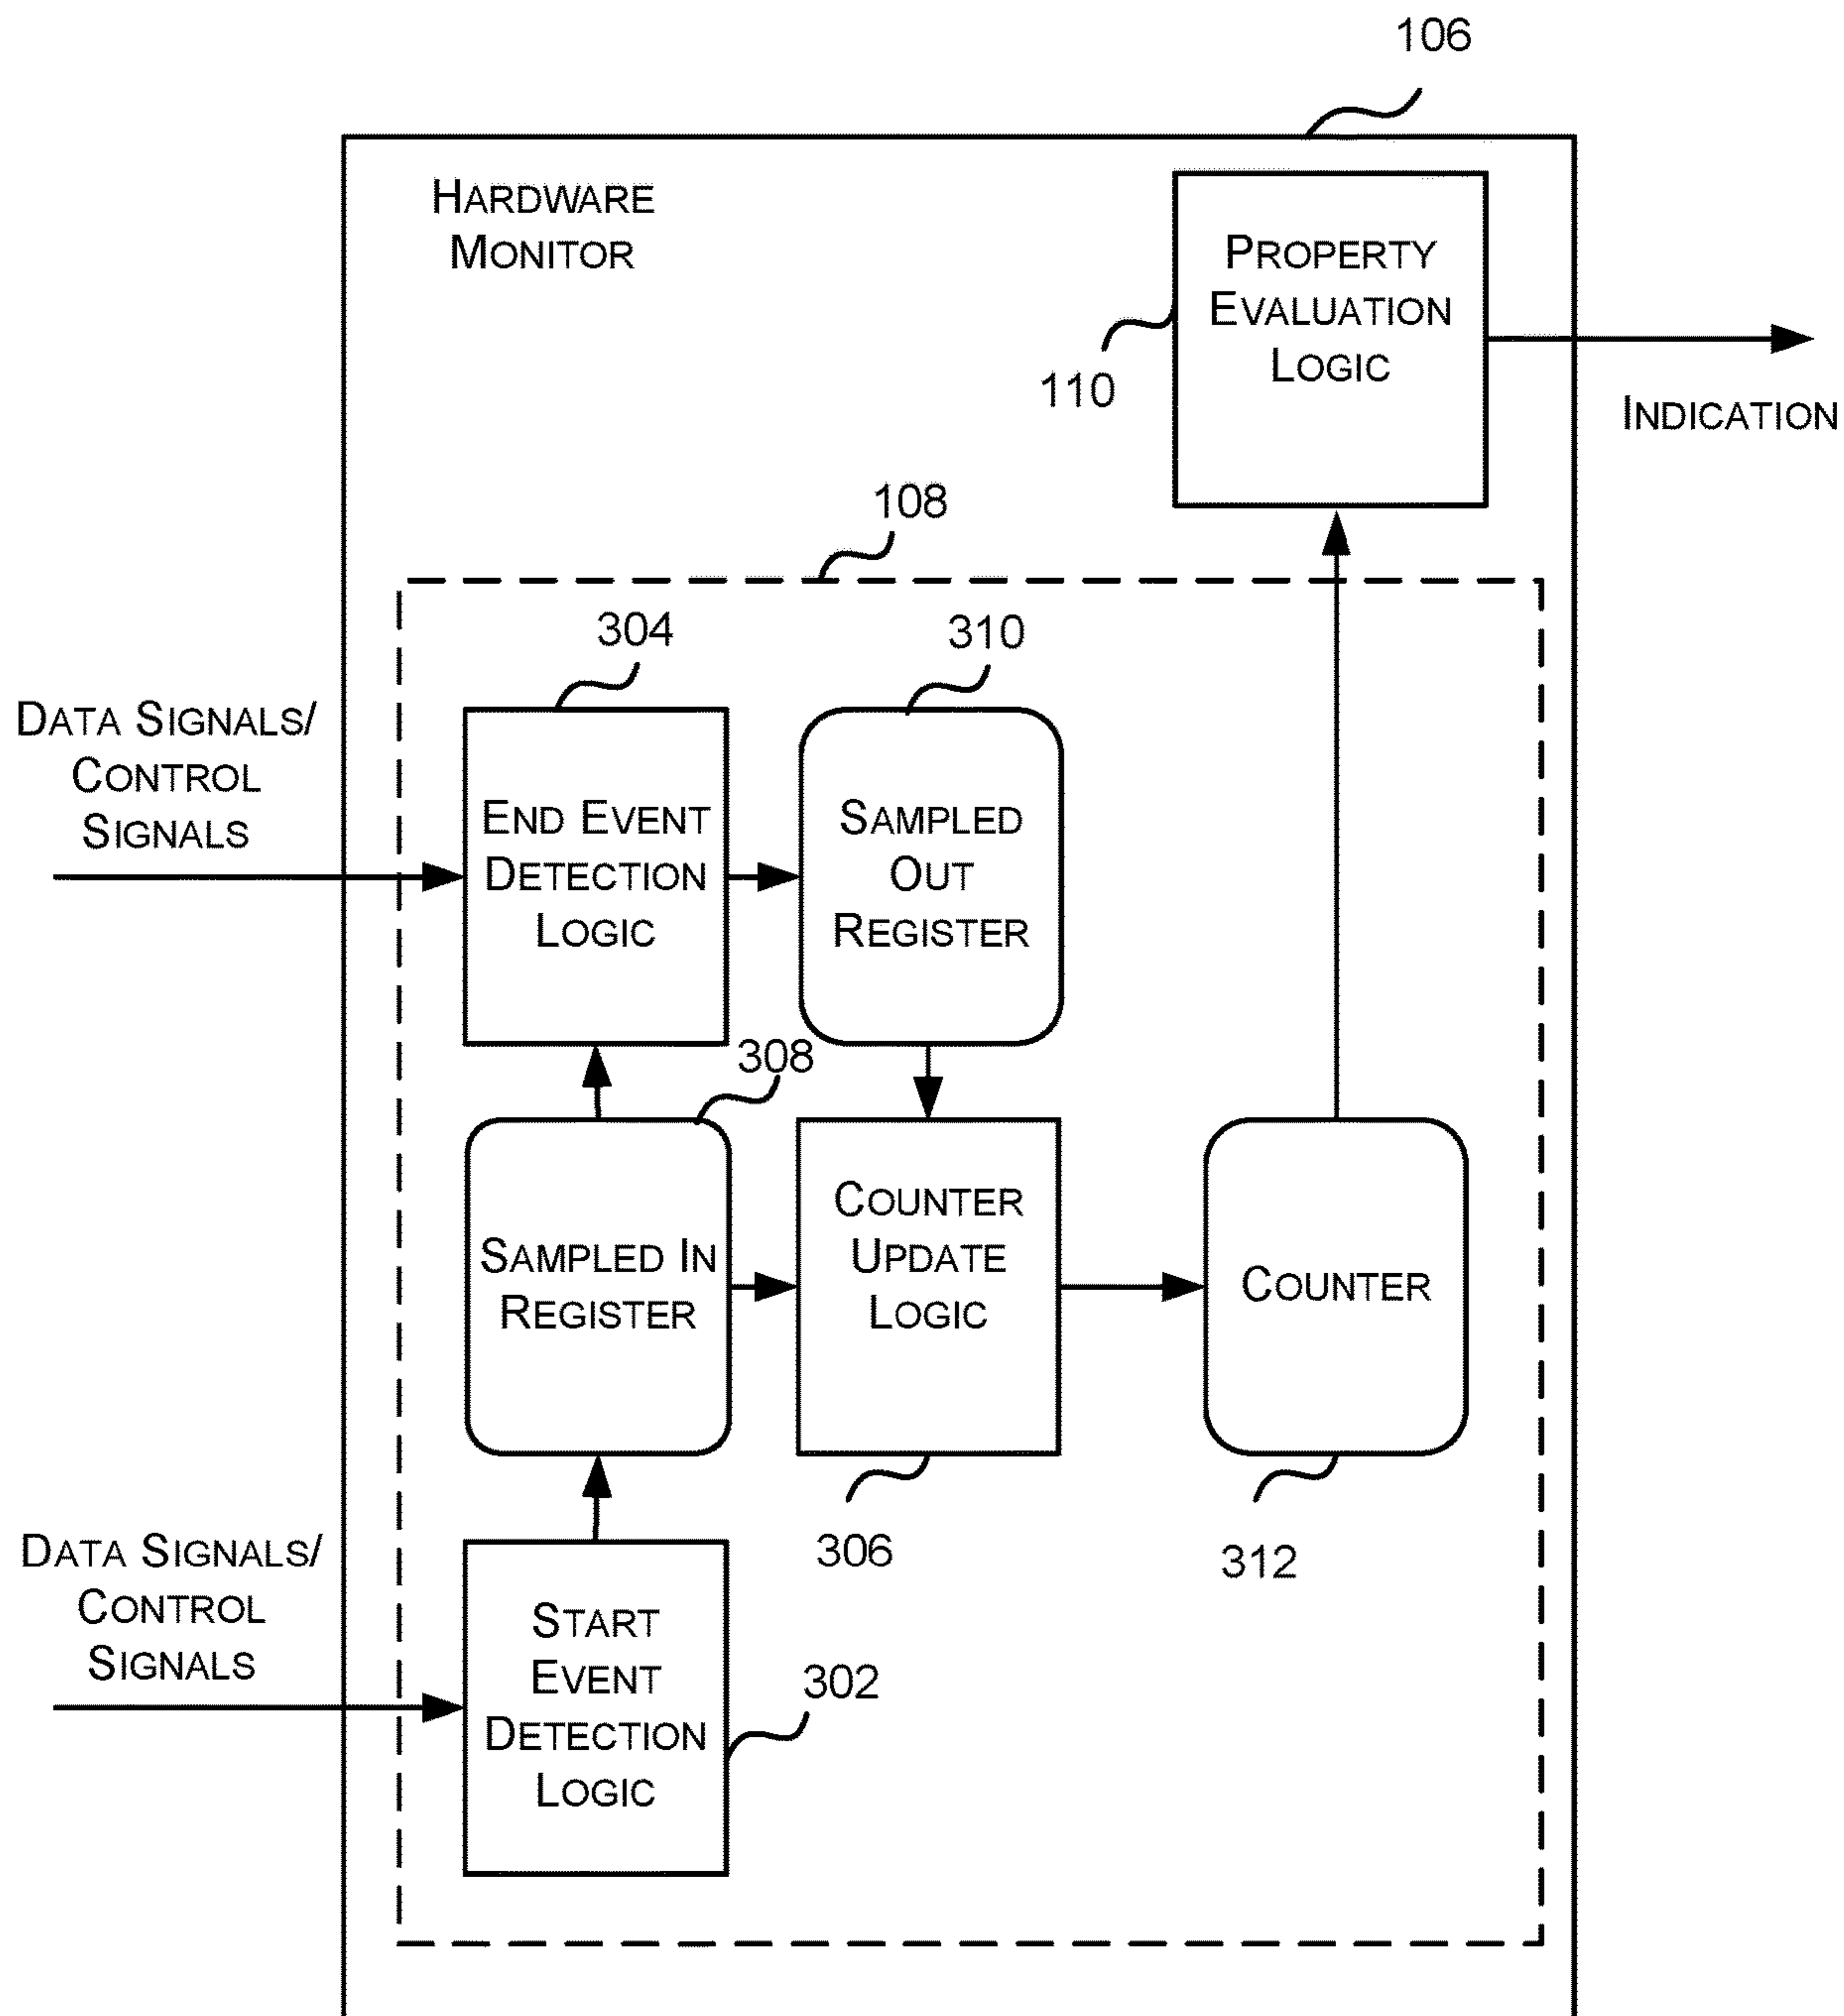 106
HARDWARE
MONITOR
PROPERTY
EVALUATION
LOGIC
110
INDICATION
108
304
310
DATA SIGNALS/
CONTROL
SIGNALS
END EVENT
DETECTION
LOGIC
SAMPLED
OUT
REGISTER
308
SAMPLED IN
REGISTER
COUNTER
UPDATE
LOGIC
COUNTER
306
312
DATA SIGNALS/
CONTROL
SIGNALS
START
EVENT
DETECTION
LOGIC
302